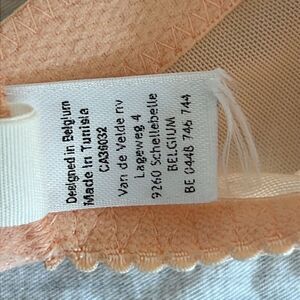 Designed in Belgium
Made in Tunisia
CA36032
Van de Velde nv
Lageweg 4
9260 Schellebelle
BELGIUM
BE 0448 746 744